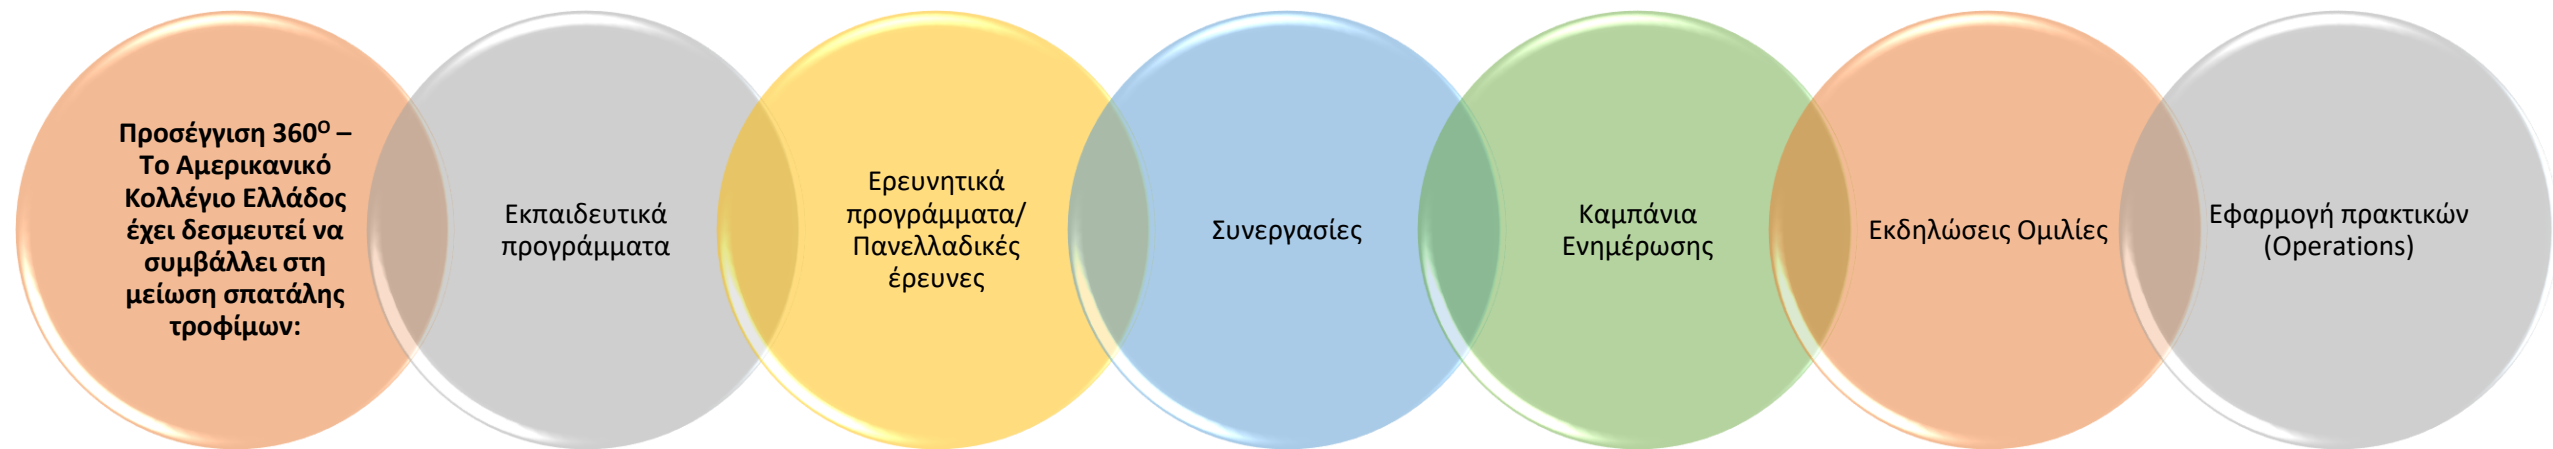 Προσέγγιση 360⁰ –
Το Αμερικανικό
Κολλέγιο Ελλάδος
έχει δεσμευτεί να
συμβάλλει στη
μείωση σπατάλης
τροφίμων:
Εκπαιδευτικά
προγράμματα
Ερευνητικά
προγράμματα/
Πανελλαδικές
έρευνες
Συνεργασίες
Καμπάνια
Ενημέρωσης
Εκδηλώσεις Ομιλίες
Εφαρμογή πρακτικών
(Operations)